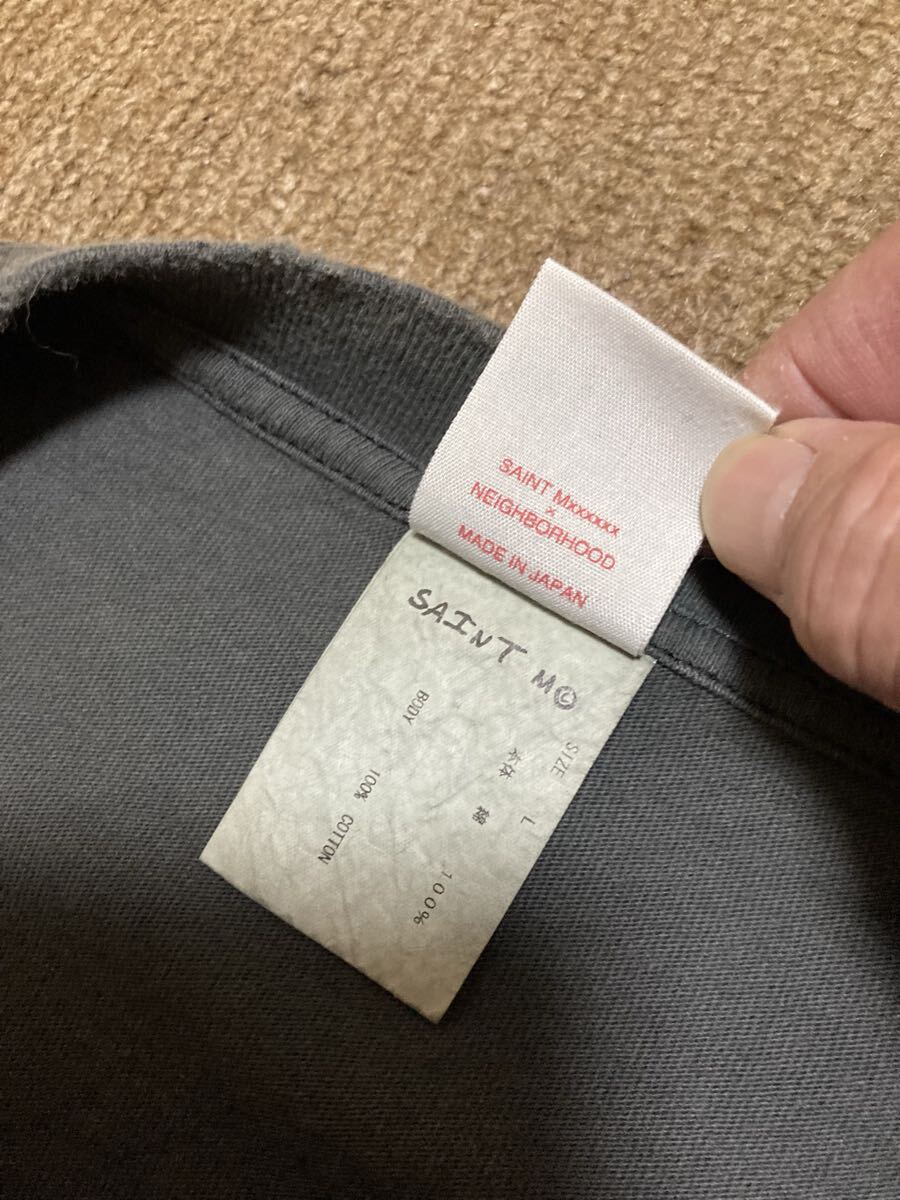 SAINT Mxxxxxx
×
NEIGHBORHOOD
MADE IN JAPAN
SAINT M©
SIZE L
本体 綿 100%
BODY 100% COTTON